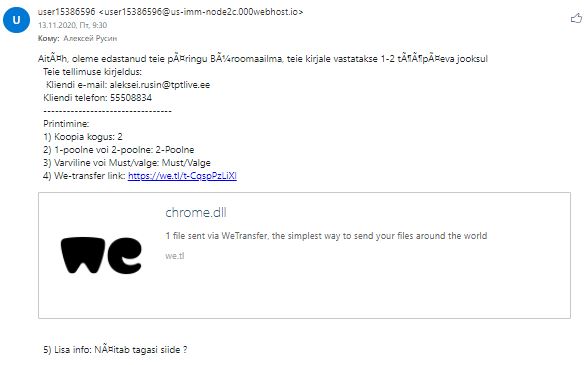 U
user15386596 <user15386596@us-imm-node2c.000webhost.io>
13.11.2020, Пт, 9:30
Кому: Алексей Русин
AitÃ¤h, oleme edastanud teie pÃ¤ringu BÃ¼roomaailma, teie kirjale vastatakse 1-2 tÃ¶Ã¶pÃ¤eva jooksul
Teie tellimuse kirjeldus:
Kliendi e-mail: aleksei.rusin@tptlive.ee
Kliendi telefon: 55508834
---------------------------------
Printimine:
1) Koopia kogus: 2
2) 1-poolne voi 2-poolne: 2-Poolne
3) Varviline voi Must/valge: Must/Valge
4) We-transfer link: https://we.tl/t-CqspPzLiXl
chrome.dll
1 file sent via WeTransfer, the simplest way to send your files around the world
we.tl
we
5) Lisa info: NÃ¤itab tagasi siide ?